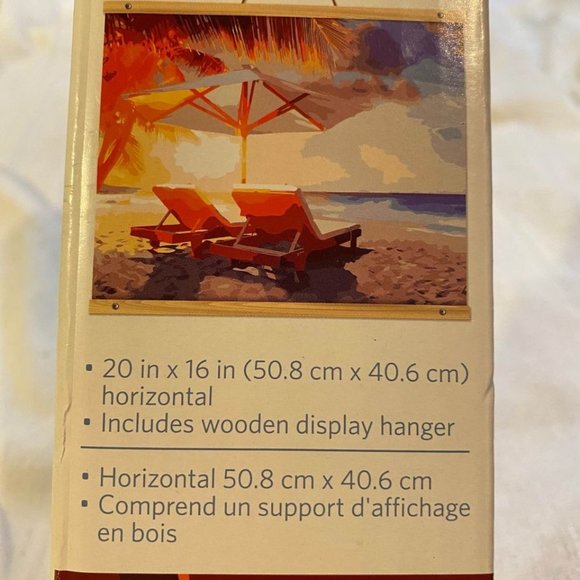 • 20 in x 16 in (50.8 cm x 40.6 cm)
horizontal
• Includes wooden display hanger
• Horizontal 50.8 cm x 40.6 cm
• Comprend un support d'affichage
en bois